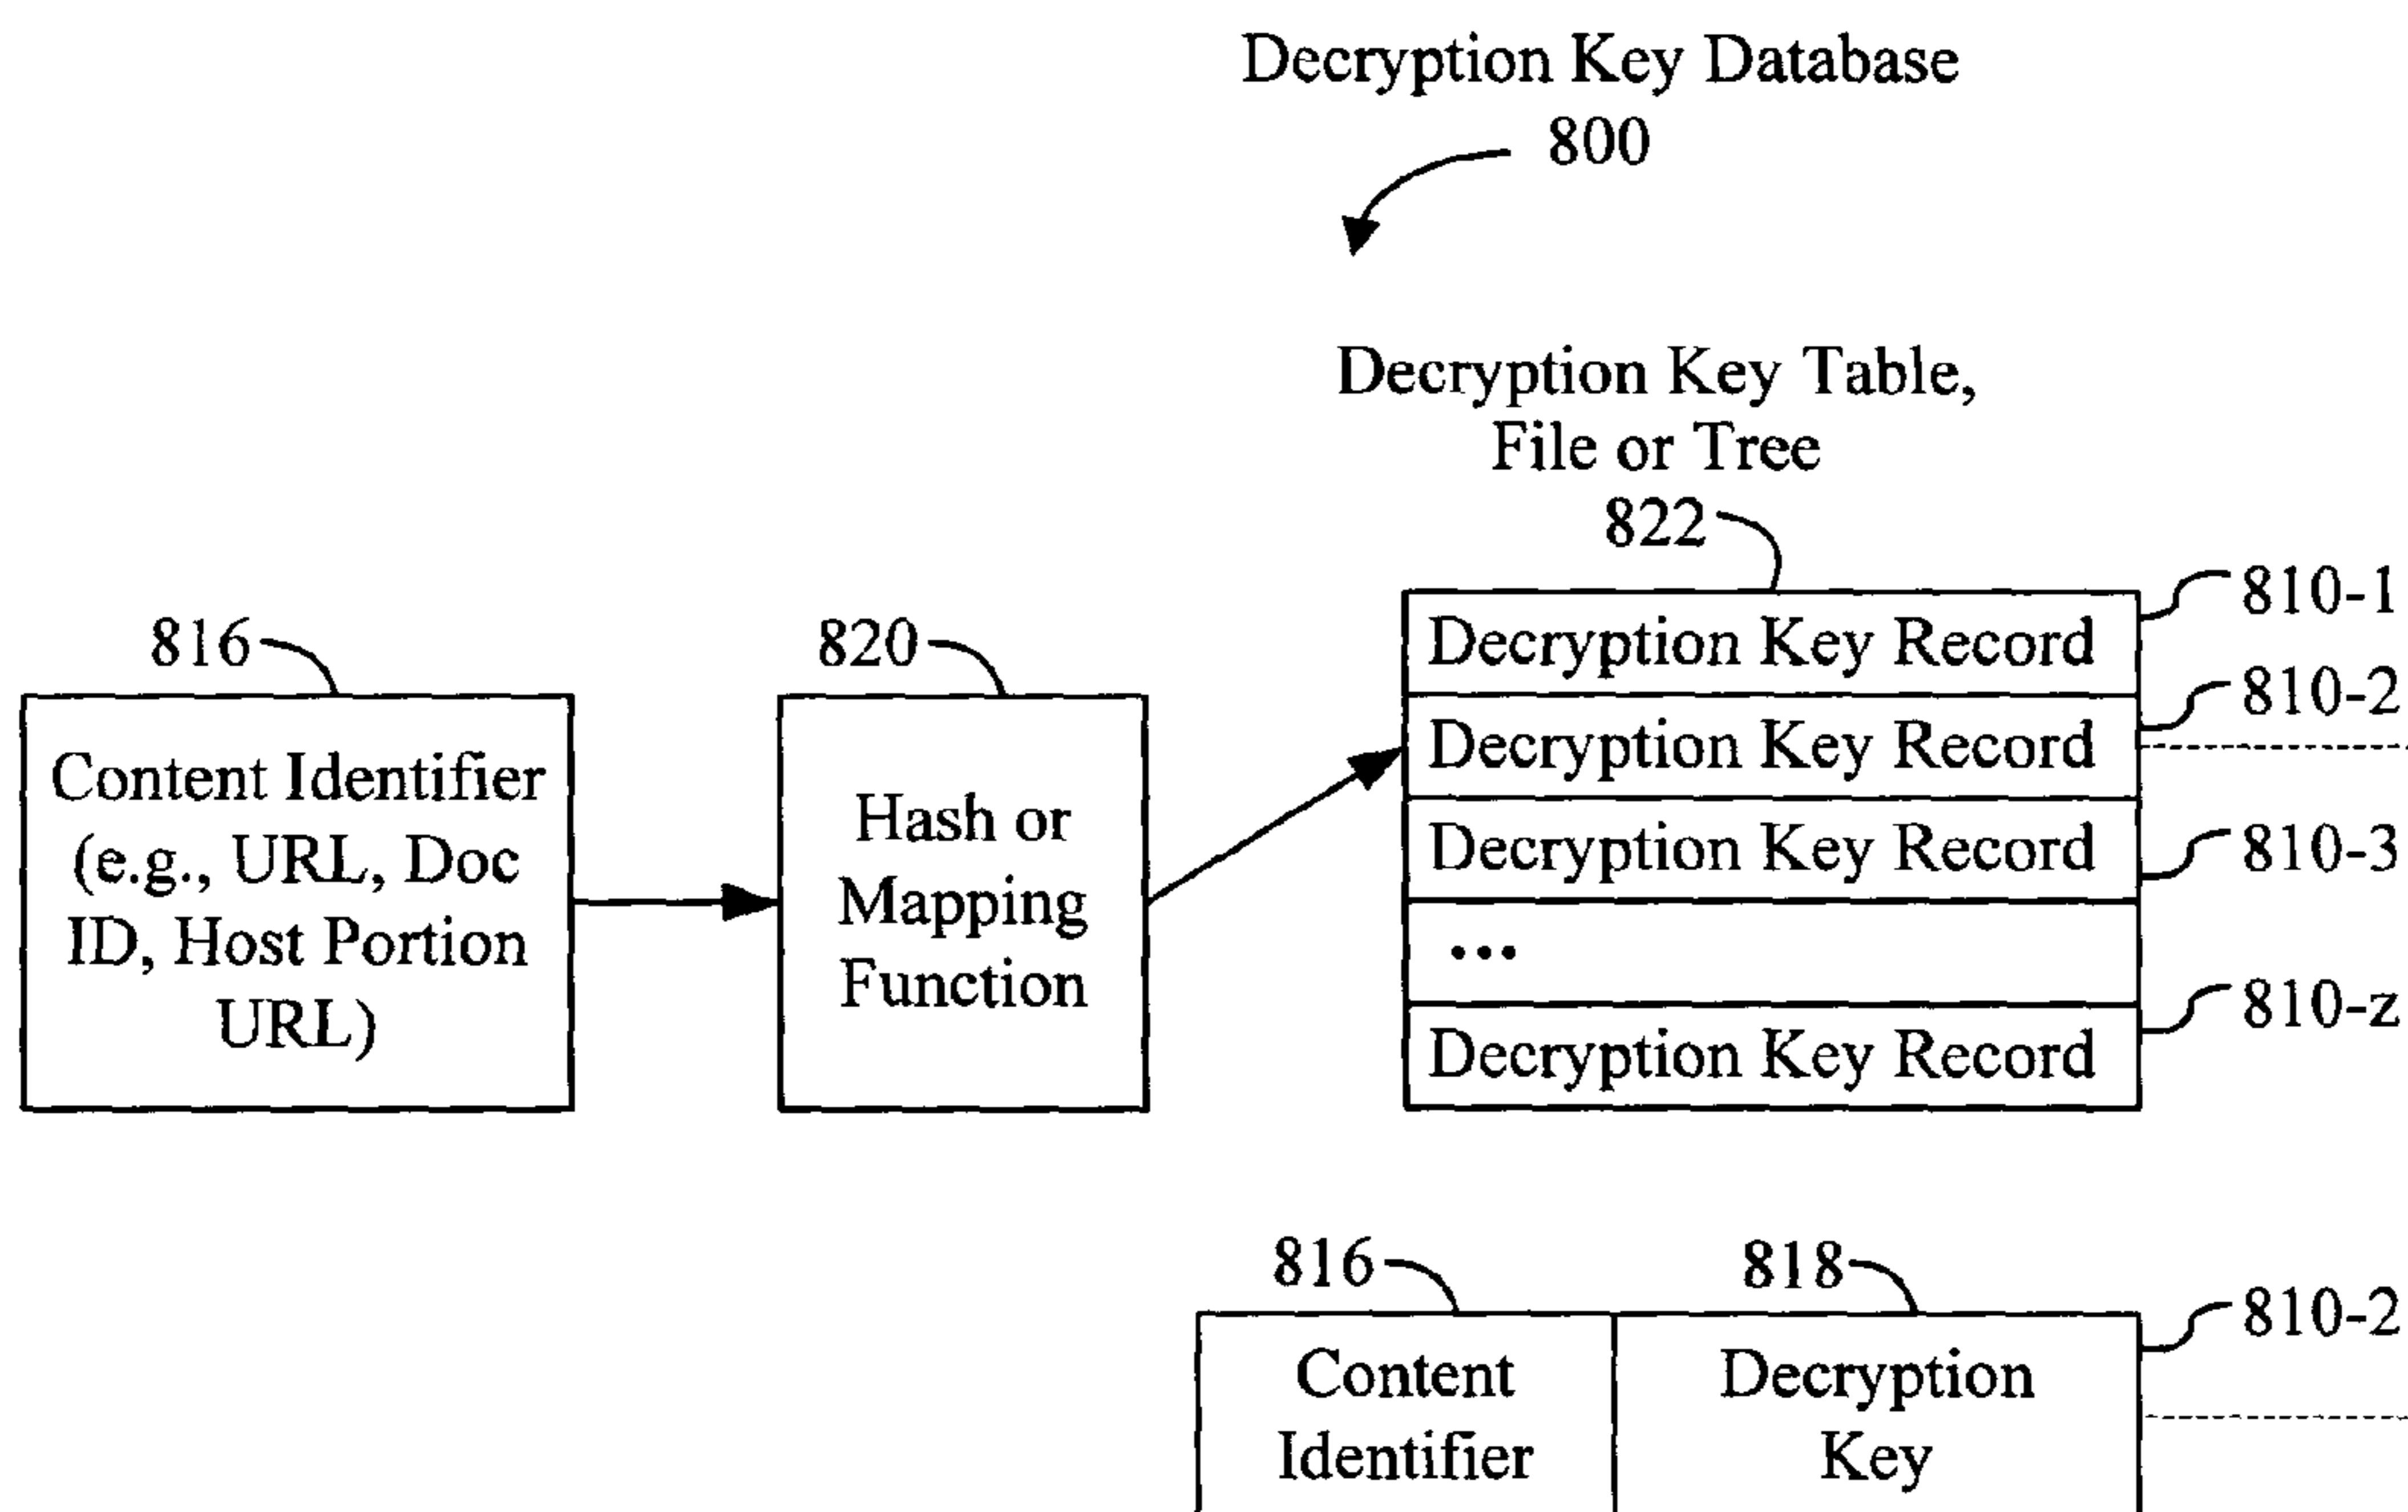 Decryption Key Database
800
Decryption Key Table,
File or Tree
822
816
Content Identifier
(e.g., URL, Doc
ID, Host Portion
URL)
820
Hash or
Mapping
Function
Decryption Key Record
810-1
Decryption Key Record
810-2
Decryption Key Record
810-3
...
Decryption Key Record
810-z
816
818
810-2
Content
Identifier
Decryption
Key